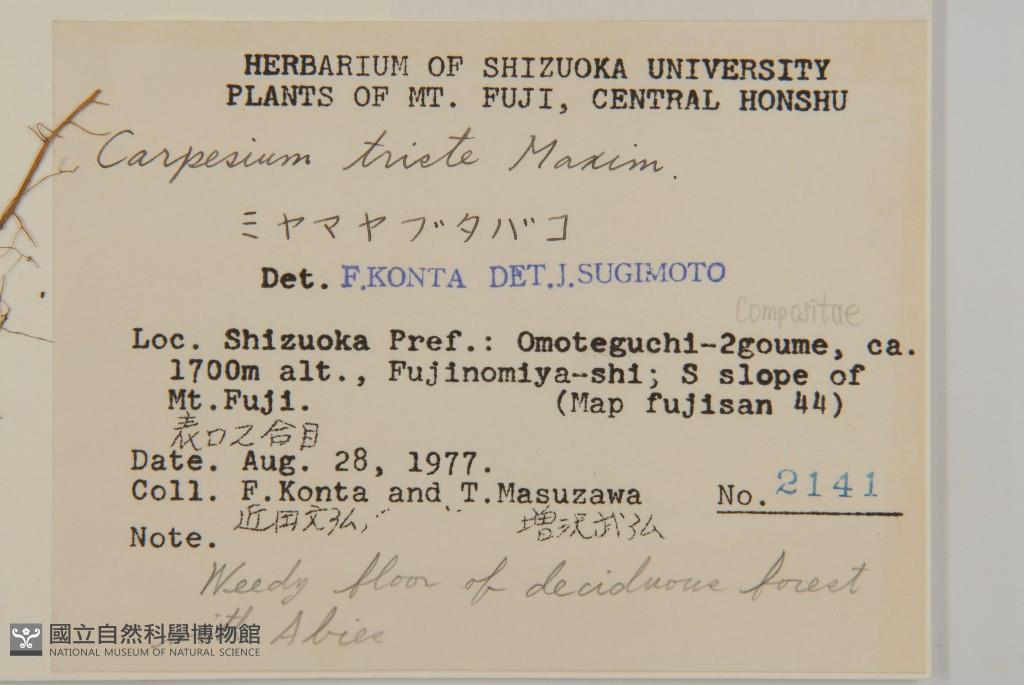 HERBARIUM OF SHIZUOKA UNIVERSITY
PLANTS OF MT. FUJI, CENTRAL HONSHU
Carpesium triste Maxim.
ミヤマヤブタバコ
Det. F.KONTA DET.J.SUGIMOTO
Compositae
Loc. Shizuoka Pref.: Omoteguchi-2goume, ca.
1700m alt., Fujinomiya-shi; S slope of
Mt.Fuji. (Map fujisan 44)
表口2合目
Date. Aug. 28, 1977.
Coll. F.Konta and T.Masuzawa No. 2141
近田文弘, 増沢武弘
Note.
Weedy floor of deciduous forest
Abies
國立自然科學博物館
NATIONAL MUSEUM OF NATURAL SCIENCE